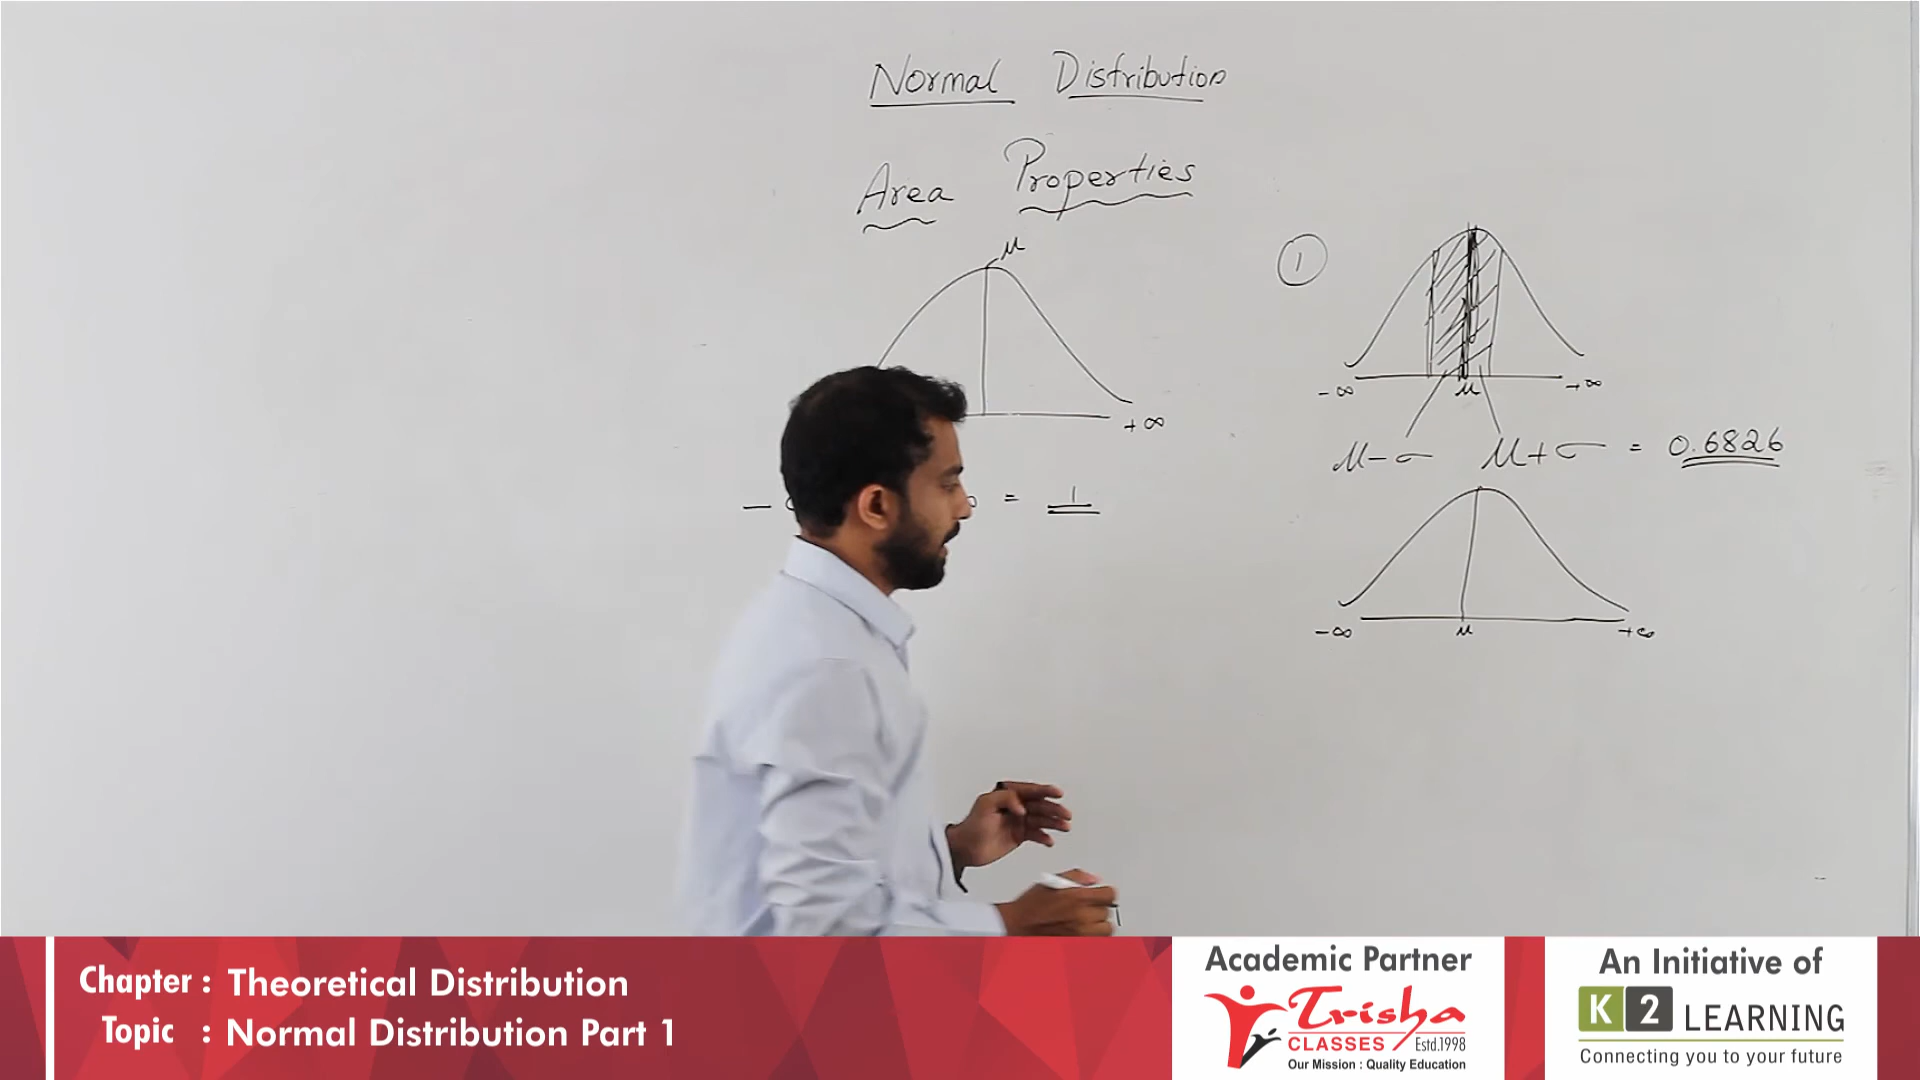 Normal Distribution
Area Properties
μ
+∞
= 1
1
-∞ μ +∞
μ-σ μ+σ = 0.6826
-∞ μ +∞
Chapter : Theoretical Distribution
Topic : Normal Distribution Part 1
Academic Partner
Trisha
CLASSES Estd.1998
Our Mission : Quality Education
An Initiative of
K2 LEARNING
Connecting you to your future